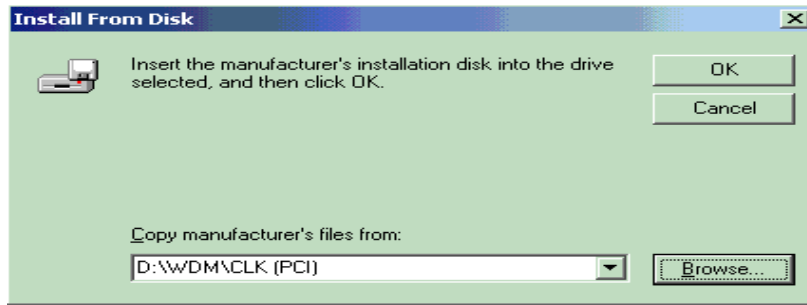 Install From Disk
Insert the manufacturer's installation disk into the drive
selected, and then click OK.
OK
Cancel
Copy manufacturer's files from:
D:\WDM\CLK (PCI)
Browse...